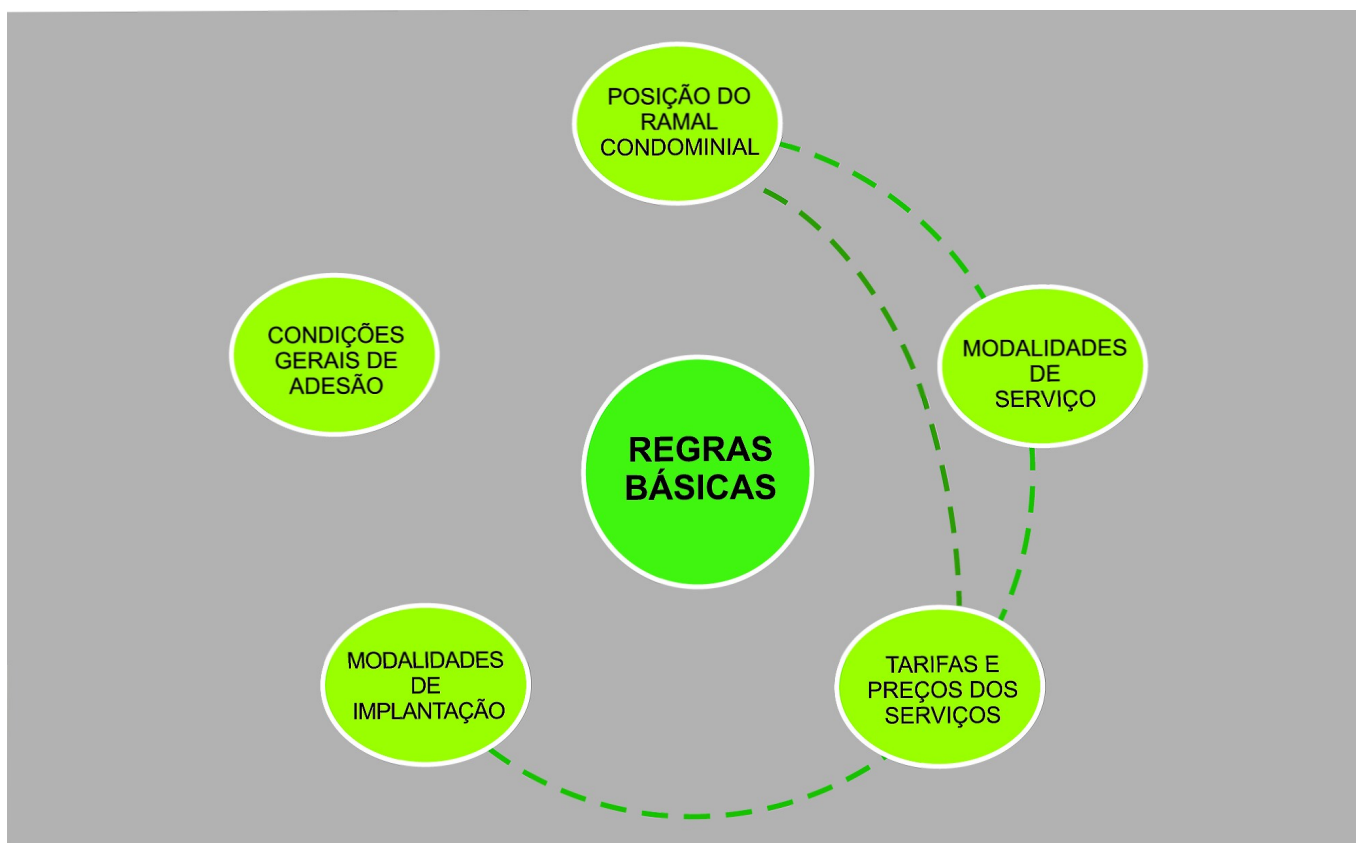 POSIÇÃO DO
RAMAL
CONDOMINIAL
CONDIÇÕES
GERAIS DE
ADESÃO
MODALIDADES
DE
SERVIÇO
REGRAS
BÁSICAS
MODALIDADES
DE
IMPLANTAÇÃO
TARIFAS E
PREÇOS DOS
SERVIÇOS